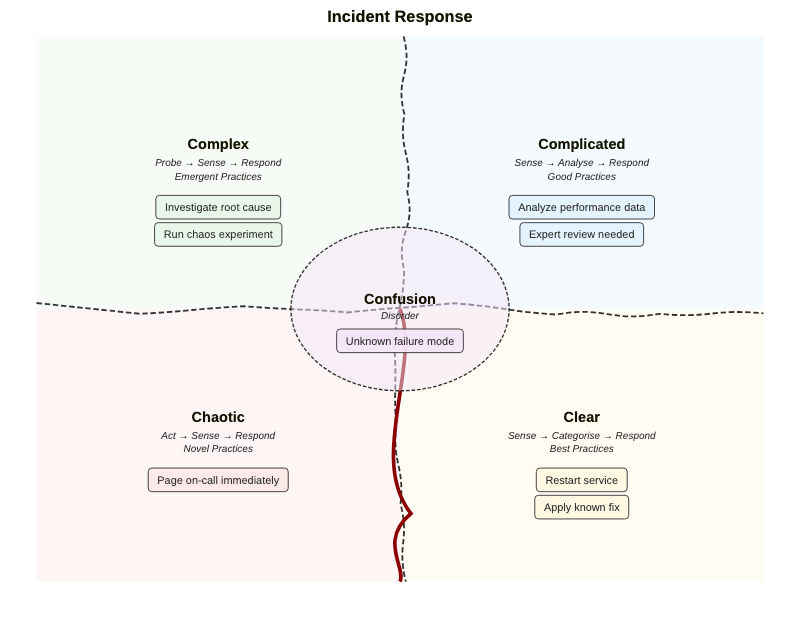 Incident Response
Complex
Probe → Sense → Respond
Emergent Practices
Investigate root cause
Run chaos experiment
Complicated
Sense → Analyse → Respond
Good Practices
Analyze performance data
Expert review needed
Confusion
Disorder
Unknown failure mode
Chaotic
Act → Sense → Respond
Novel Practices
Page on-call immediately
Clear
Sense → Categorise → Respond
Best Practices
Restart service
Apply known fix